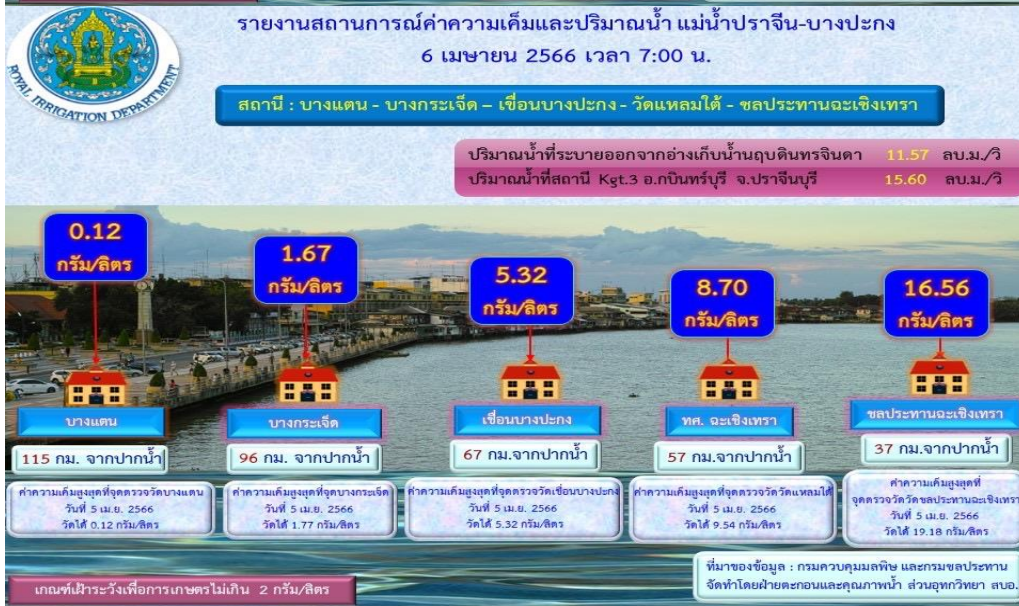 รายงานสถานการณ์ค่าความเค็มและปริมาณน้ำ แม่น้ำปราจีน-บางปะกง
6 เมษายน 2566 เวลา 7:00 น.
ROYAL IRRIGATION DEPARTMENT
สถานี : บางแตน - บางกระเจ็ด – เขื่อนบางปะกง - วัดแหลมใต้ - ชลประทานฉะเชิงเทรา
ปริมาณน้ำที่ระบายออกจากอ่างเก็บน้ำนฤบดินทรจินดา 11.57 ลบ.ม./วิ
ปริมาณน้ำที่สถานี Kgt.3 อ.กบินทร์บุรี จ.ปราจีนบุรี 15.60 ลบ.ม./วิ
0.12
กรัม/ลิตร
บางแตน
115 กม. จากปากน้ำ
ค่าความเค็มสูงสุดที่จุดตรวจวัดบางแตน
วันที่ 5 เม.ย. 2566
วัดได้ 0.12 กรัม/ลิตร
1.67
กรัม/ลิตร
บางกระเจ็ด
96 กม. จากปากน้ำ
ค่าความเค็มสูงสุดที่จุดบางกระเจ็ด
วันที่ 5 เม.ย. 2566
วัดได้ 1.77 กรัม/ลิตร
5.32
กรัม/ลิตร
เขื่อนบางปะกง
67 กม.จากปากน้ำ
ค่าความเค็มสูงสุดที่จุดตรวจวัดเขื่อนบางปะกง
วันที่ 5 เม.ย. 2566
วัดได้ 5.32 กรัม/ลิตร
8.70
กรัม/ลิตร
ทศ. ฉะเชิงเทรา
57 กม.จากปากน้ำ
ค่าความเค็มสูงสุดที่จุดตรวจวัดวัดแหลมใต้
วันที่ 5 เม.ย. 2566
วัดได้ 9.54 กรัม/ลิตร
16.56
กรัม/ลิตร
ชลประทานฉะเชิงเทรา
37 กม.จากปากน้ำ
ค่าความเค็มสูงสุดที่
จุดตรวจวัดวัดชลประทานฉะเชิงเทรา
วันที่ 5 เม.ย. 2566
วัดได้ 19.18 กรัม/ลิตร
เกณฑ์เฝ้าระวังเพื่อการเกษตรไม่เกิน 2 กรัม/ลิตร
ที่มาของข้อมูล : กรมควบคุมมลพิษ และกรมชลประทาน
จัดทำโดยฝ่ายตะกอนและคุณภาพน้ำ ส่วนอุทกวิทยา สบอ.